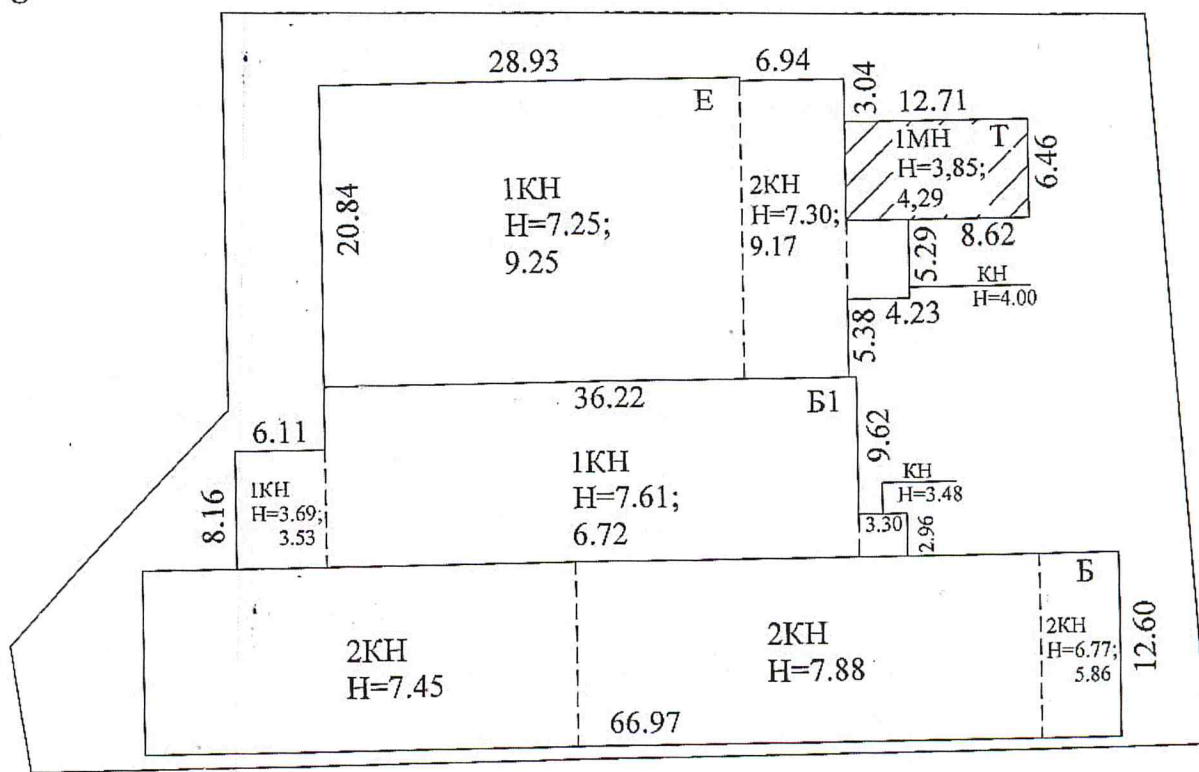 28.93
6.94
3.04
12.71
Е
Т
1МН
Н=3,85;
4,29
6.46
20.84
1КН
Н=7.25;
9.25
2КН
Н=7.30;
9.17
8.62
5.29
КН
Н=4.00
4.23
5.38
36.22
Б1
6.11
9.62
1КН
Н=7.61;
6.72
КН
Н=3.48
8.16
1КН
Н=3.69;
3.53
3.30
2.96
Б
2КН
Н=7.45
2КН
Н=7.88
2КН
Н=6.77;
5.86
12.60
66.97